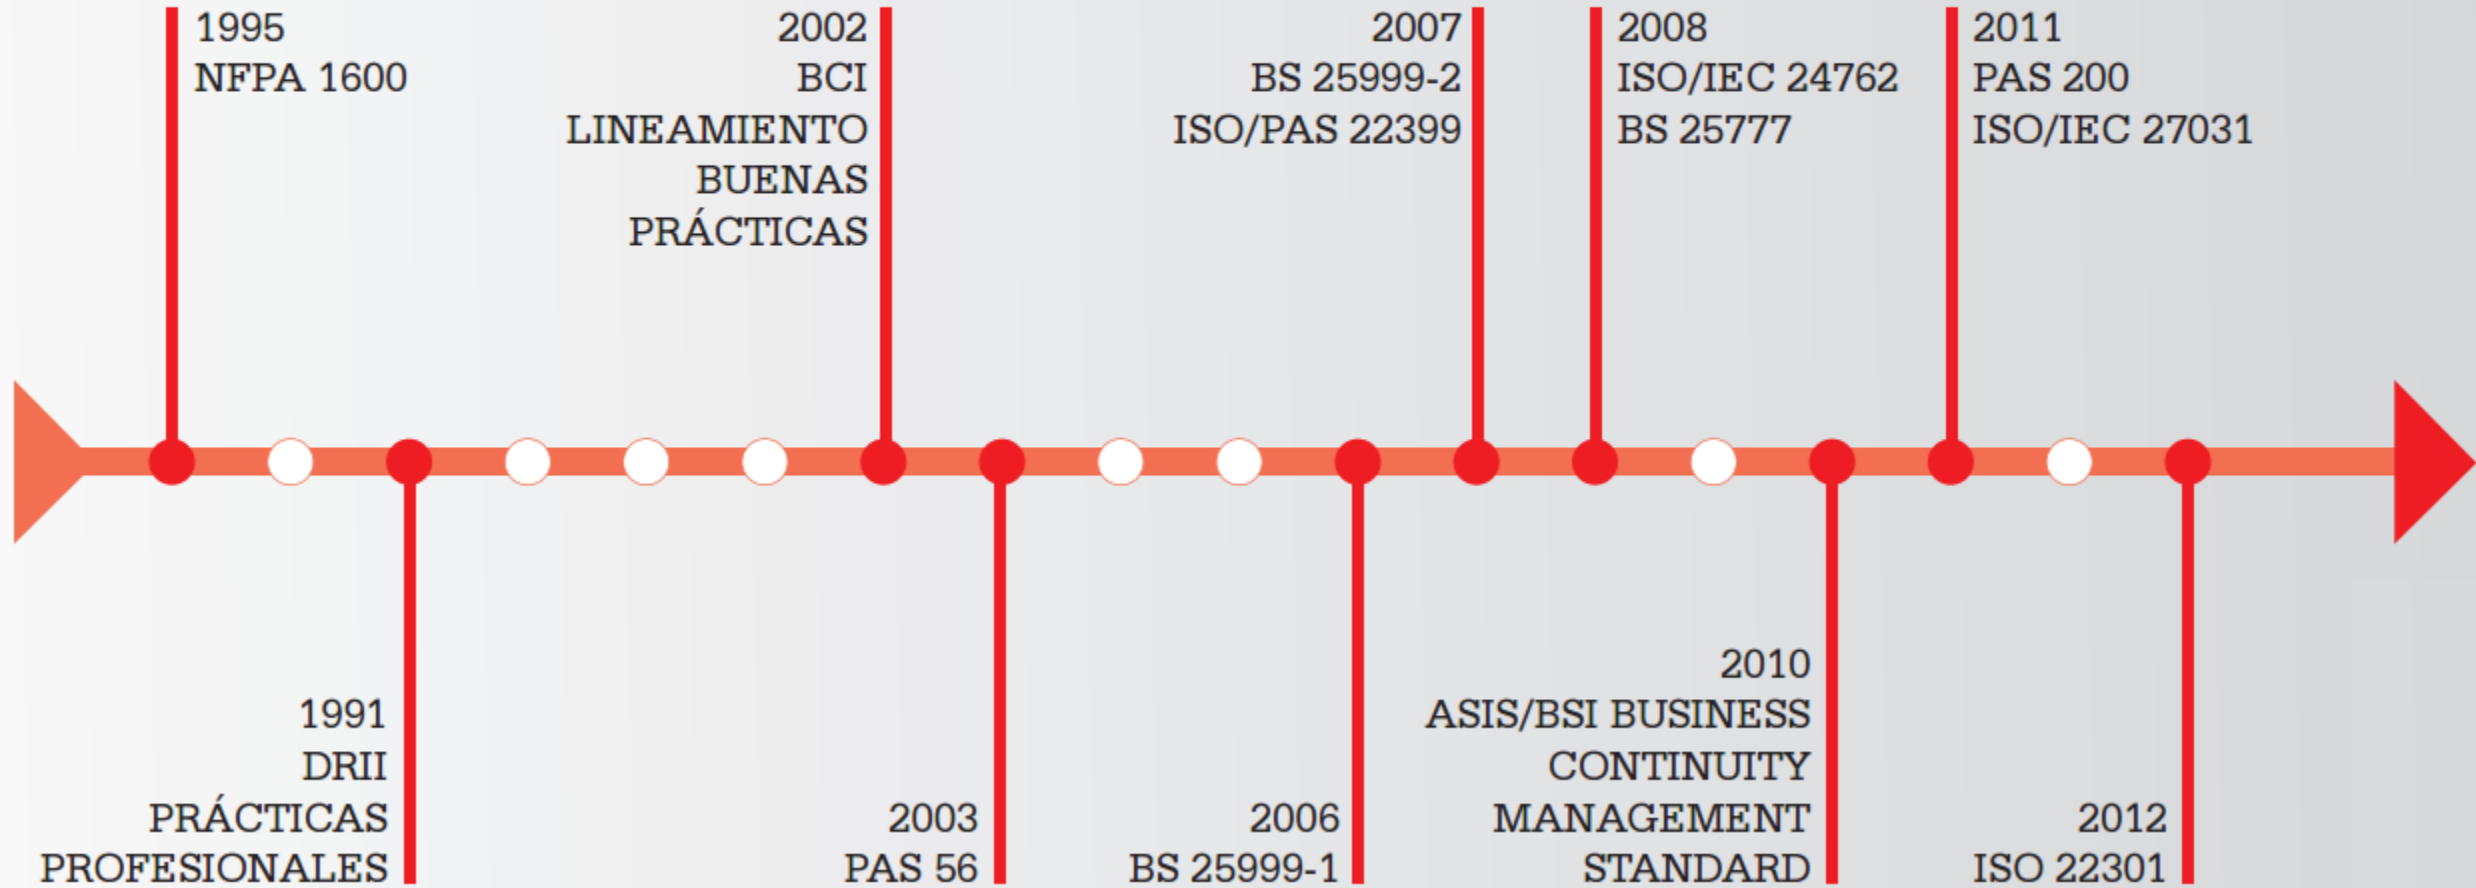 1995
NFPA 1600
2002
BCI
LINEAMIENTO
BUENAS
PRÁCTICAS
2007
BS 25999-2
ISO/PAS 22399
2008
ISO/IEC 24762
BS 25777
2011
PAS 200
ISO/IEC 27031
1991
DRII
PRÁCTICAS
PROFESIONALES
2003
PAS 56
2006
BS 25999-1
2010
ASIS/BSI BUSINESS
CONTINUITY
MANAGEMENT
STANDARD
2012
ISO 22301